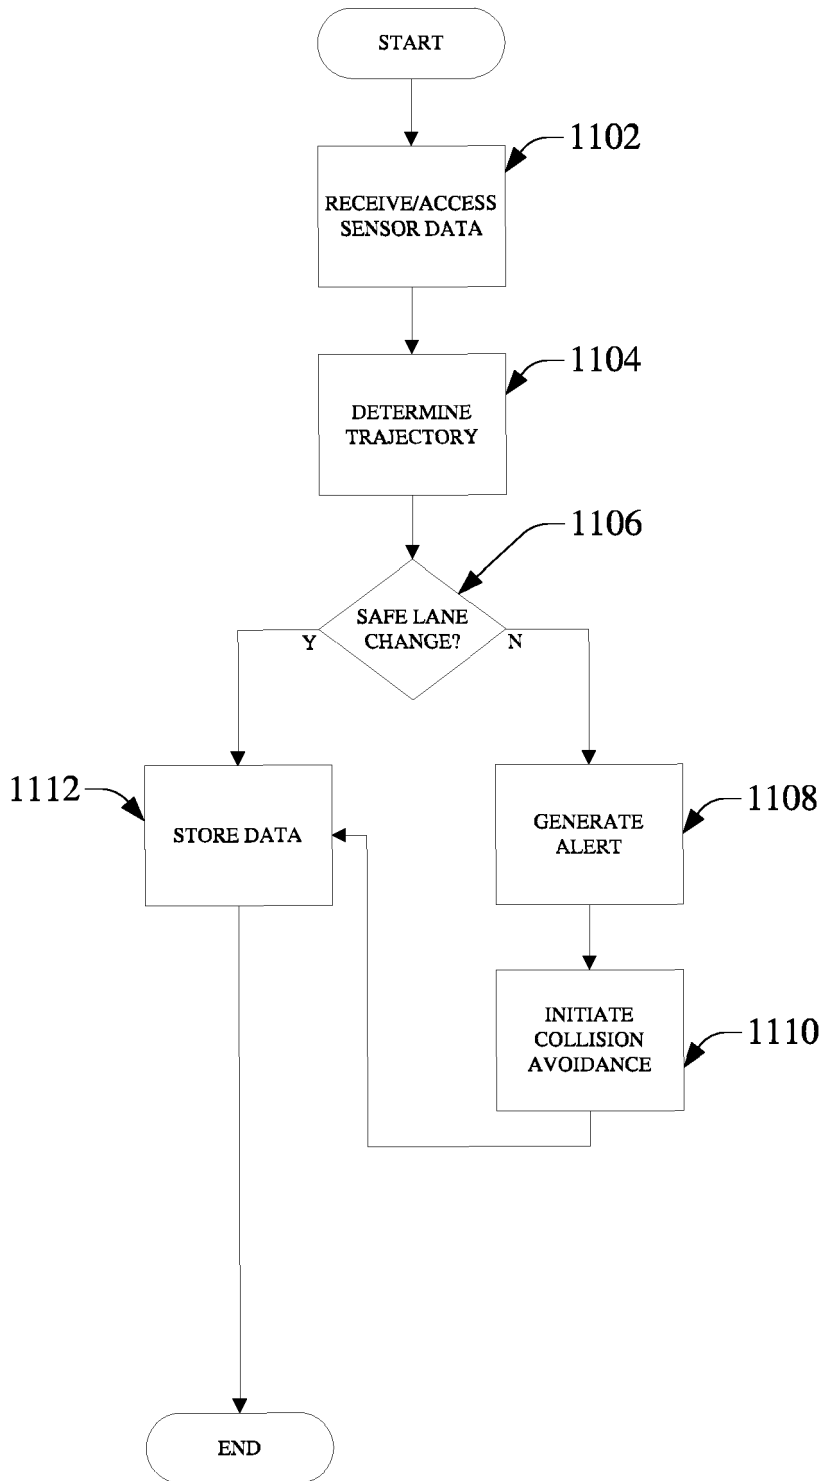 START
1102
RECEIVE/ACCESS
SENSOR DATA
1104
DETERMINE
TRAJECTORY
1106
SAFE LANE
CHANGE?
Y
N
1112
STORE DATA
1108
GENERATE
ALERT
INITIATE
COLLISION
AVOIDANCE
1110
END